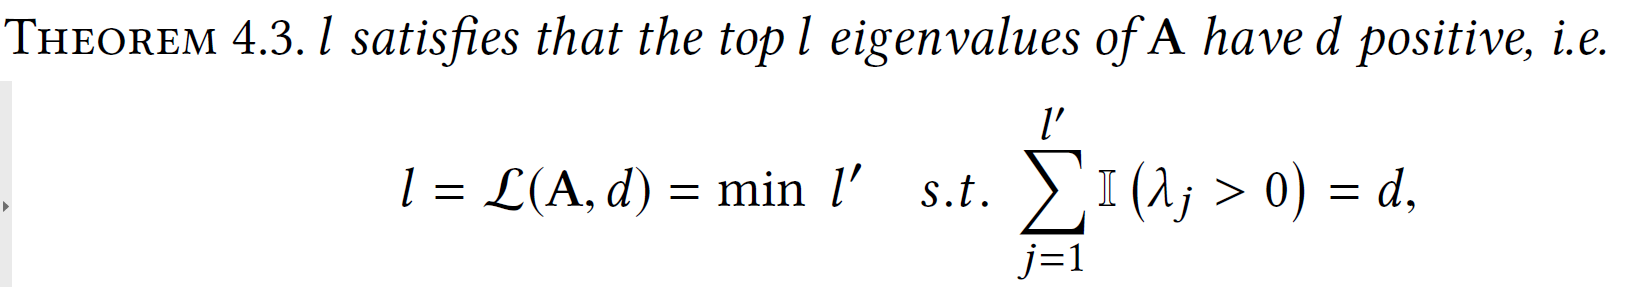 THEOREM 4.3. l satisfies that the top l eigenvalues of A have d positive, i.e.
l = ℒ(A, d) = min l′ s.t. ∑_{j=1}^{l′} 𝕀 (λ_j > 0) = d,